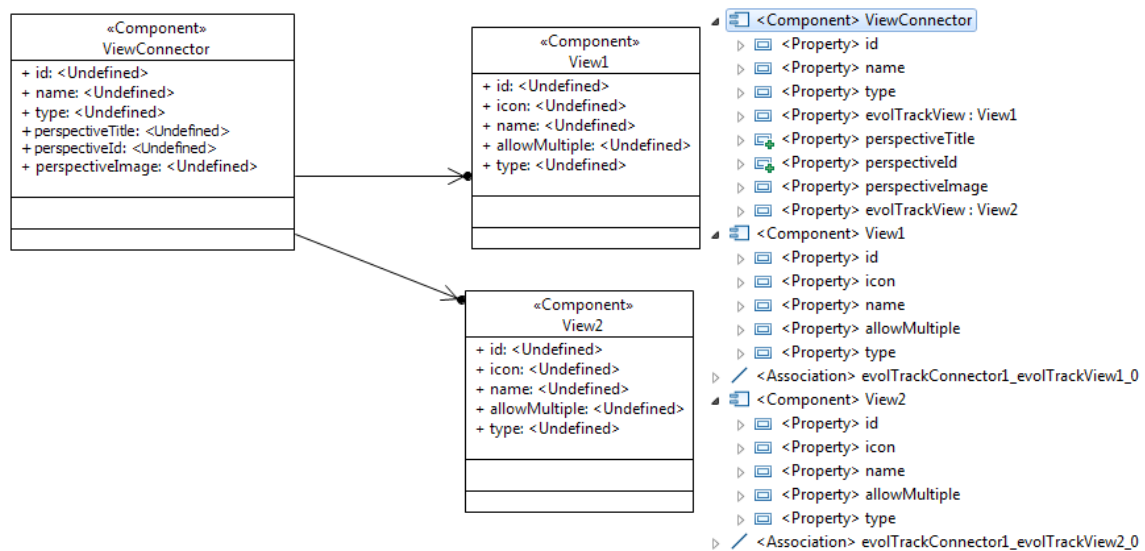 «Component»
ViewConnector
+ id: <Undefined>
+ name: <Undefined>
+ type: <Undefined>
+ perspectiveTitle: <Undefined>
+ perspectiveId: <Undefined>
+ perspectiveImage: <Undefined>
«Component»
View1
+ id: <Undefined>
+ icon: <Undefined>
+ name: <Undefined>
+ allowMultiple: <Undefined>
+ type: <Undefined>
«Component»
View2
+ id: <Undefined>
+ icon: <Undefined>
+ name: <Undefined>
+ allowMultiple: <Undefined>
+ type: <Undefined>
<Component> ViewConnector
<Property> id
<Property> name
<Property> type
<Property> evolTrackView : View1
<Property> perspectiveTitle
<Property> perspectiveId
<Property> perspectiveImage
<Property> evolTrackView : View2
<Component> View1
<Property> id
<Property> icon
<Property> name
<Property> allowMultiple
<Property> type
<Association> evolTrackConnector1_evolTrackView1_0
<Component> View2
<Property> id
<Property> icon
<Property> name
<Property> allowMultiple
<Property> type
<Association> evolTrackConnector1_evolTrackView2_0